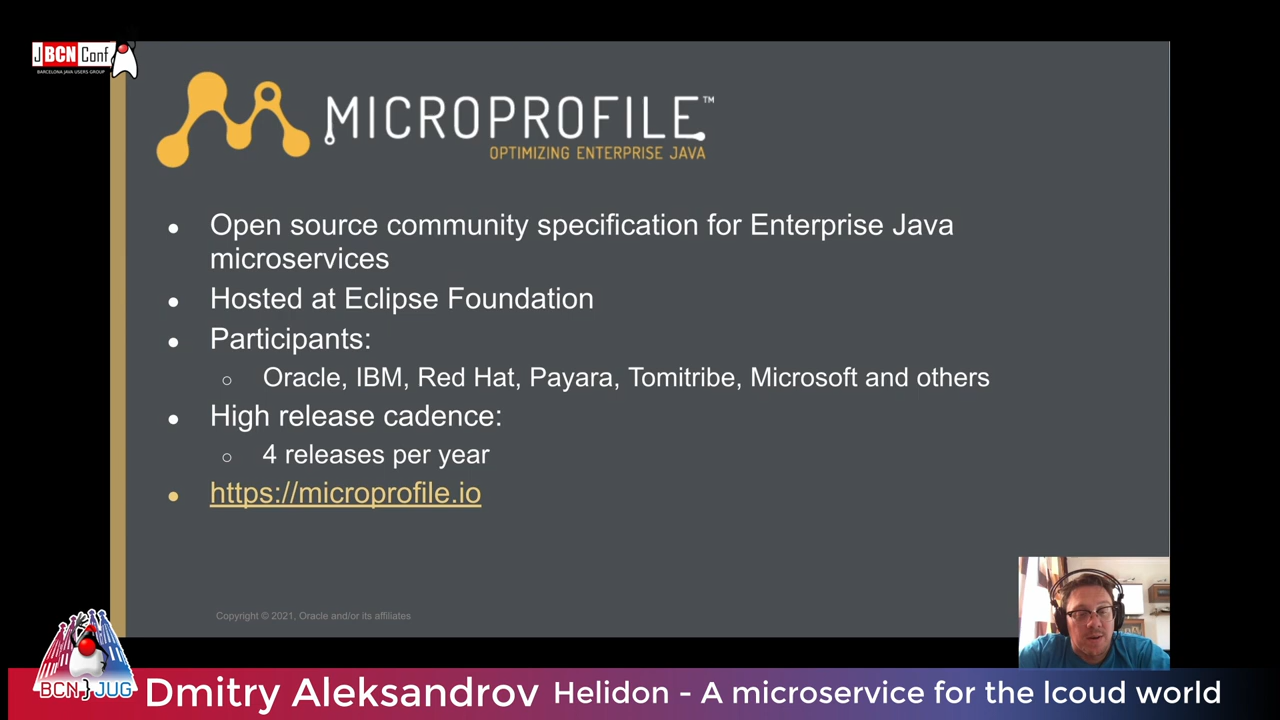 JBCNConf
BARCELONA JAVA USERS GROUP
MICROPROFILE™
OPTIMIZING ENTERPRISE JAVA
Open source community specification for Enterprise Java
microservices
Hosted at Eclipse Foundation
Participants:
Oracle, IBM, Red Hat, Payara, Tomitribe, Microsoft and others
High release cadence:
4 releases per year
https://microprofile.io
Copyright © 2021, Oracle and/or its affiliates
BCN JUG
Dmitry Aleksandrov Helidon - A microservice for the lcoud world